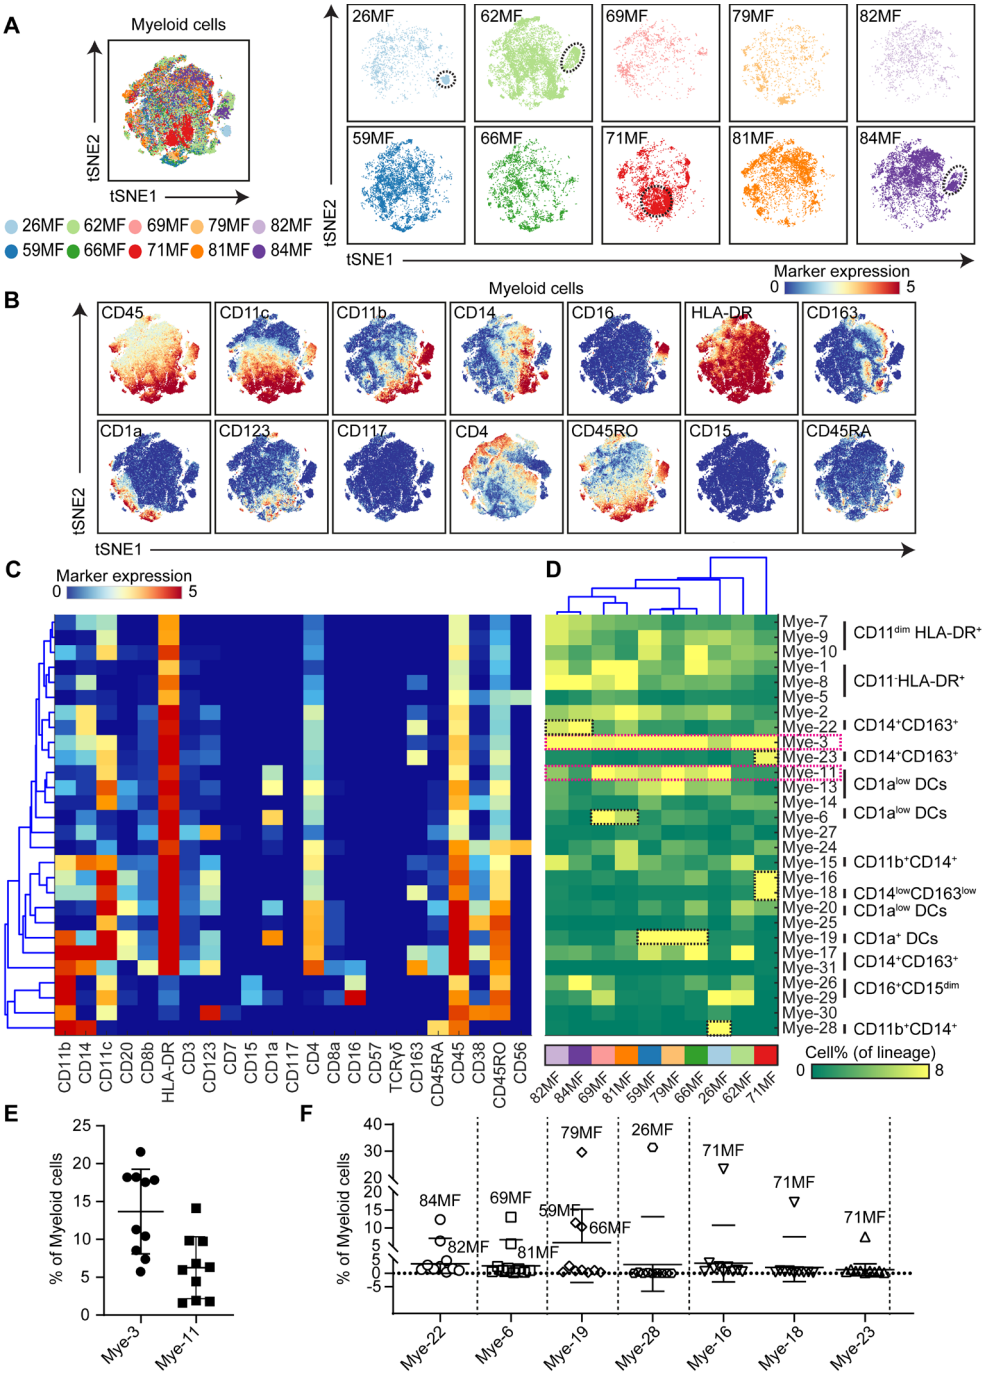 A
Myeloid cells
tSNE2
tSNE1
26MF 62MF 69MF 79MF 82MF
59MF 66MF 71MF 81MF 84MF
26MF 62MF 69MF 79MF 82MF
59MF 66MF 71MF 81MF 84MF
tSNE2
tSNE1
B
Myeloid cells
Marker expression
0 5
CD45 CD11c CD11b CD14 CD16 HLA-DR CD163
CD1a CD123 CD117 CD4 CD45RO CD15 CD45RA
tSNE2
tSNE1
C
Marker expression
0 5
CD11b CD14 CD11c CD20 CD8b HLA-DR CD3 CD123 CD7 CD15 CD1a CD117 CD4 CD8a CD16 CD57 TCRγδ CD163 CD45RA CD45 CD38 CD45RO CD56
D
Mye-7
Mye-9
Mye-10
Mye-1
Mye-8
Mye-5
Mye-2
Mye-22
Mye-3
Mye-23
Mye-11
Mye-13
Mye-14
Mye-6
Mye-27
Mye-24
Mye-15
Mye-16
Mye-18
Mye-20
Mye-25
Mye-19
Mye-17
Mye-31
Mye-26
Mye-29
Mye-30
Mye-28
CD11dim HLA-DR+
CD11-HLA-DR+
CD14+CD163+
CD14+CD163+
CD1alow DCs
CD1alow DCs
CD11b+CD14+
CD14lowCD163low
CD1alow DCs
CD1a+ DCs
CD14+CD163+
CD16+CD15dim
CD11b+CD14+
82MF 84MF 69MF 81MF 59MF 79MF 66MF 26MF 62MF 71MF
Cell% (of lineage)
0 8
E
% of Myeloid cells
25
20
15
10
5
0
Mye-3 Mye-11
F
% of Myeloid cells
40
30
20
20
15
10
5
5
0
-5
84MF
82MF
69MF
81MF
79MF
59MF
66MF
26MF
71MF
71MF
71MF
Mye-22 Mye-6 Mye-19 Mye-28 Mye-16 Mye-18 Mye-23